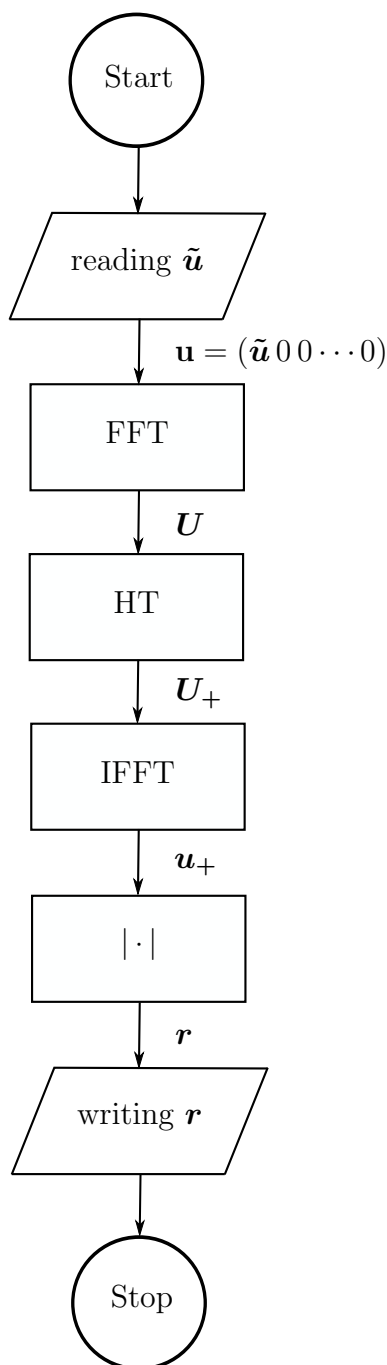 Start
reading ũ
u = (ũ 0 0 ··· 0)
FFT
U
HT
U₊
IFFT
u₊
| · |
r
writing r
Stop